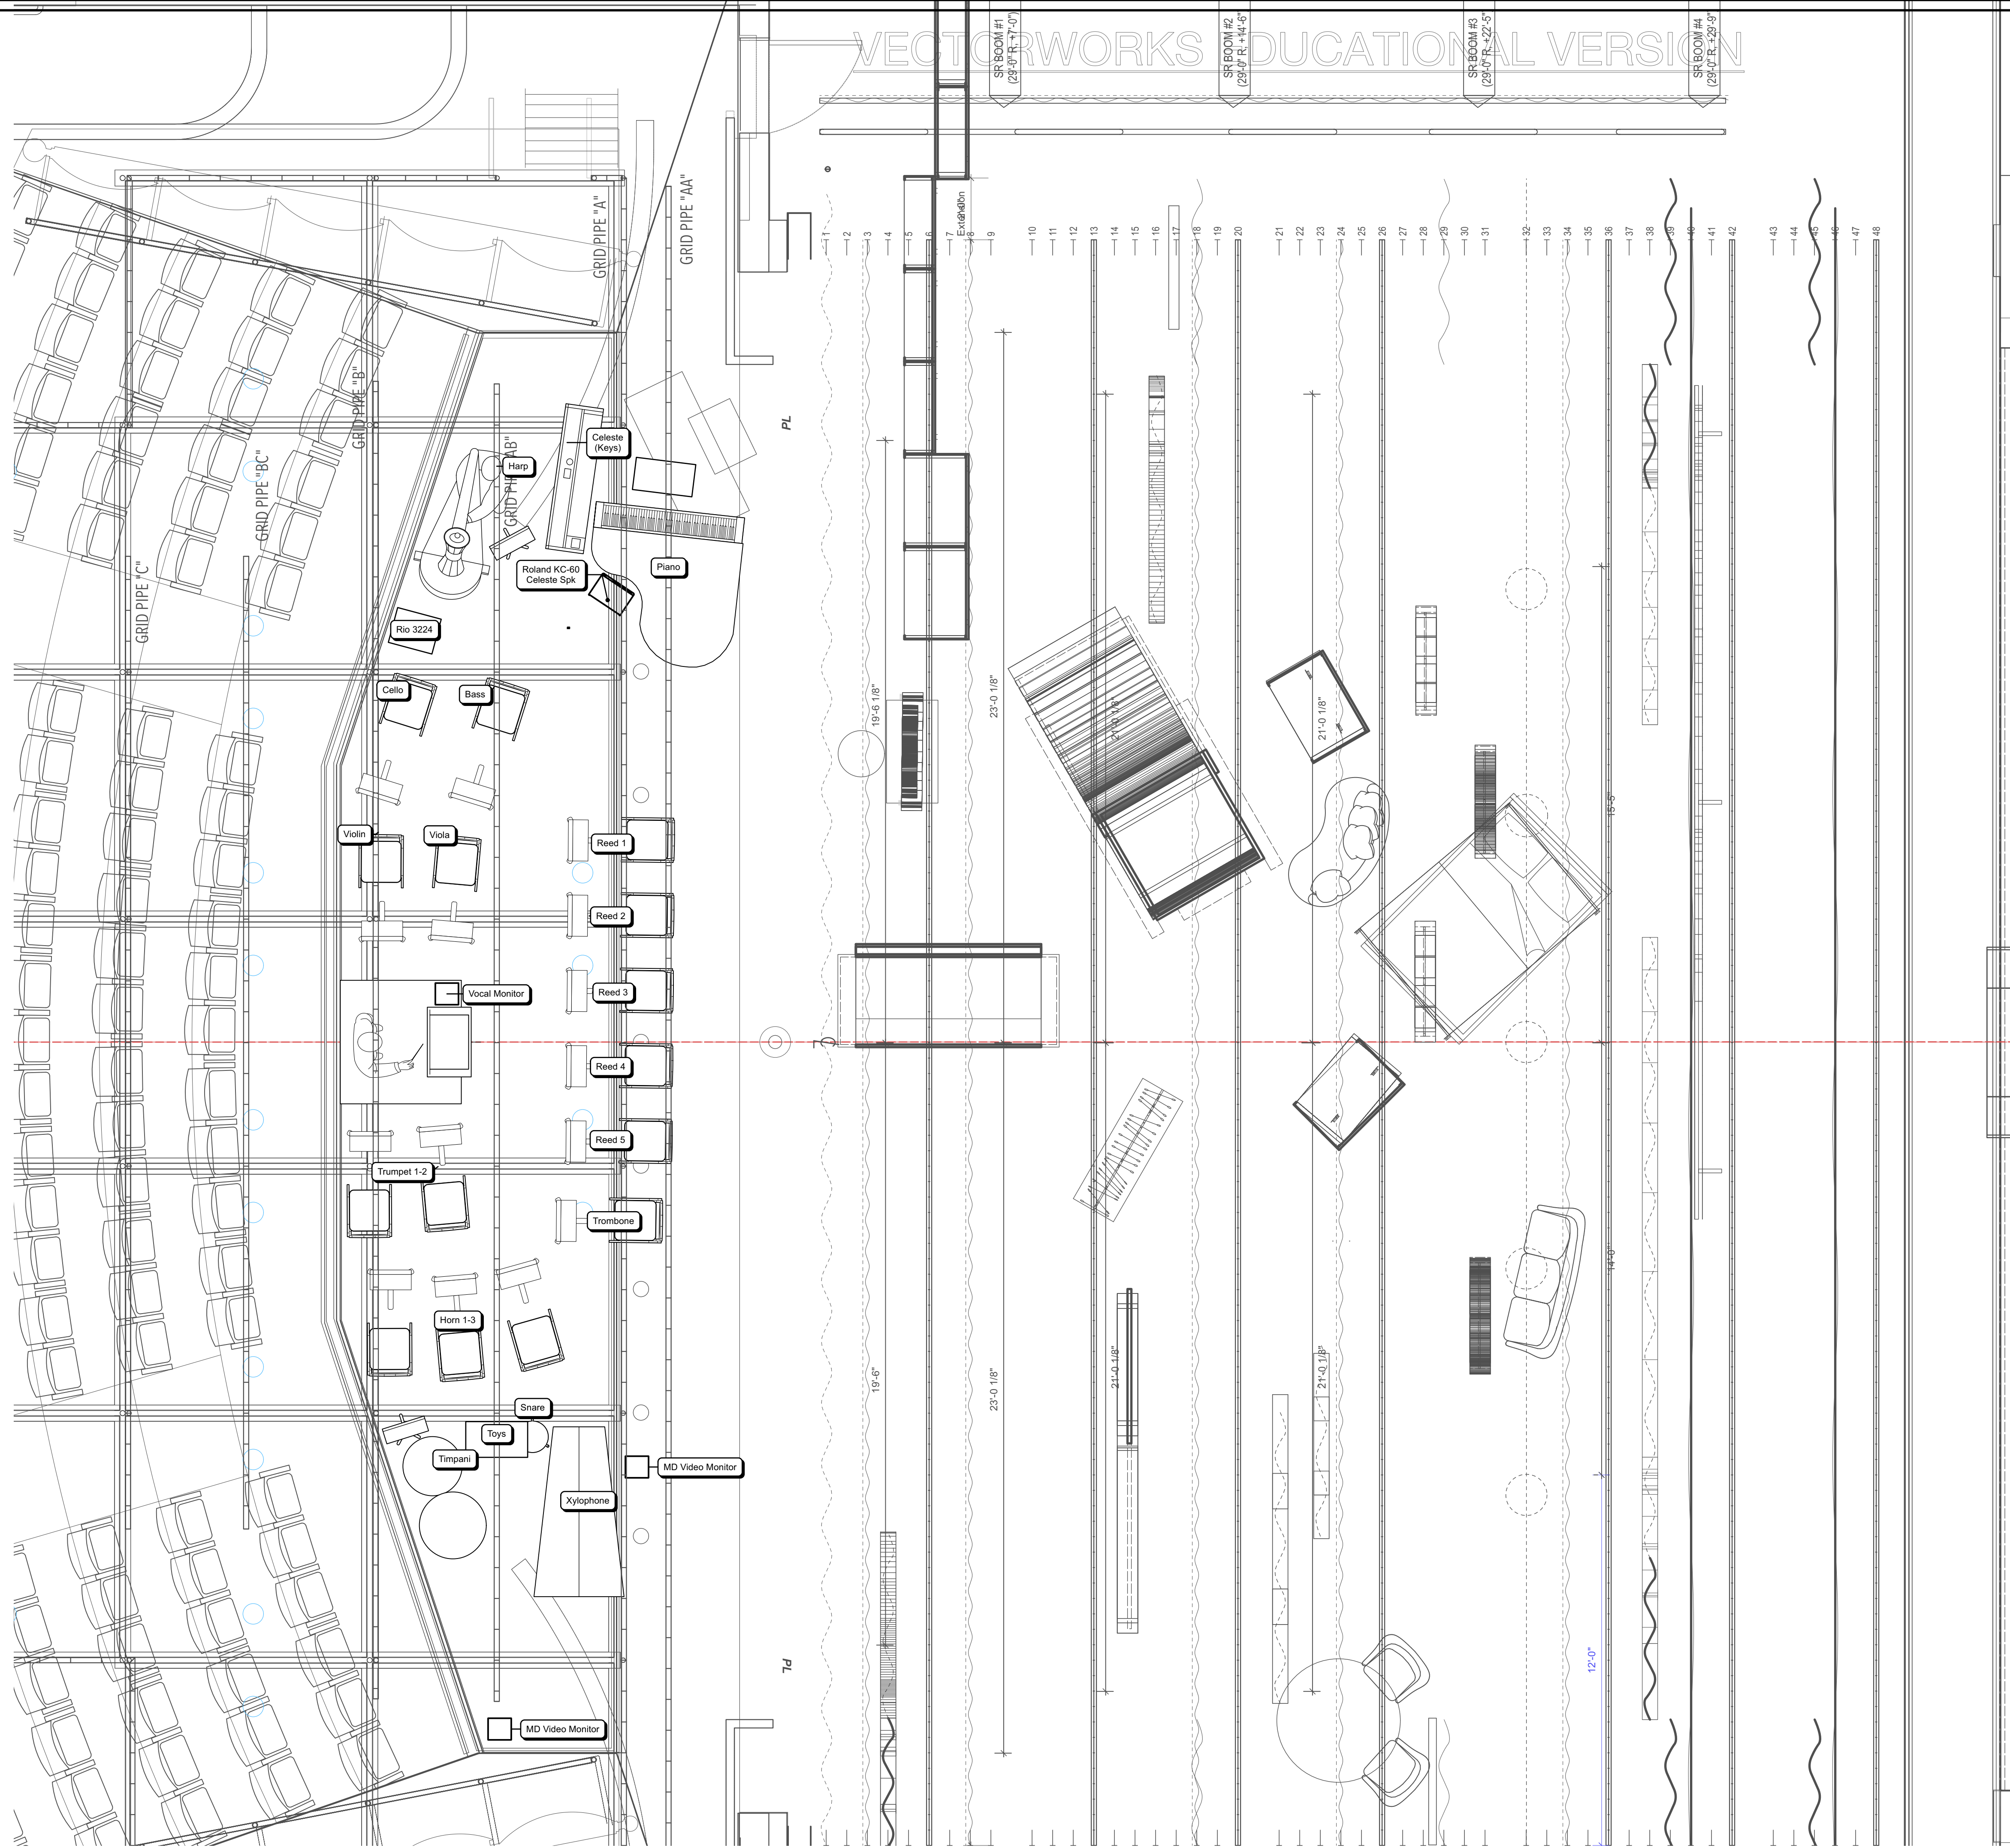 SR BOOM #1
(29'-0" R, +7'-0")
SR BOOM #2
(29'-0" R, +14'-6")
SR BOOM #3
(29'-0" R, +22'-5")
SR BOOM #4
(29'-0" R, +29'-9")
VECTORWORKS EDUCATIONAL VERSION
GRID PIPE "A"
GRID PIPE "AA"
GRID PIPE "B"
GRID PIPE "AB"
GRID PIPE "BC"
GRID PIPE "C"
Extension
1
2
3
4
5
6
7
8
9
10
11
12
13
14
15
16
17
18
19
20
21
22
23
24
25
26
27
28
29
30
31
32
33
34
35
36
37
38
39
40
41
42
43
44
45
46
47
48
PL
Celeste
(Keys)
Harp
Roland KC-60
Celeste Spk
Piano
Rio 3224
Cello
Bass
19'-6 1/8"
23'-0 1/8"
21'-0 1/8"
21'-0 1/8"
15'-5"
Violin
Viola
Reed 1
Reed 2
Reed 3
Vocal Monitor
Reed 4
Reed 5
Trumpet 1-2
Trombone
Horn 1-3
14'-0"
19'-6"
23'-0 1/8"
21'-0 1/8"
21'-0 1/8"
Snare
Toys
Timpani
MD Video Monitor
Xylophone
12'-0"
PL
MD Video Monitor